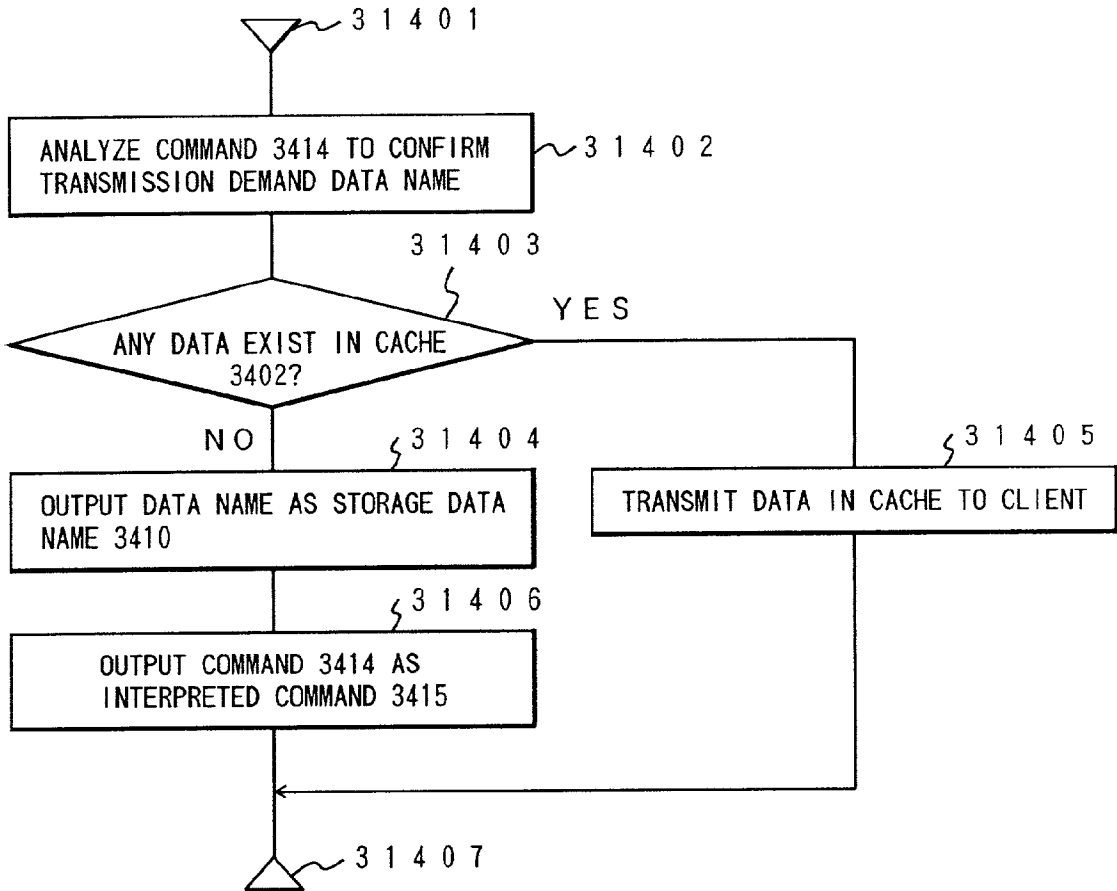 31401
ANALYZE COMMAND 3414 TO CONFIRM
TRANSMISSION DEMAND DATA NAME
31402
31403
ANY DATA EXIST IN CACHE
3402?
YES
NO
31404
OUTPUT DATA NAME AS STORAGE DATA
NAME 3410
31405
TRANSMIT DATA IN CACHE TO CLIENT
31406
OUTPUT COMMAND 3414 AS
INTERPRETED COMMAND 3415
31407